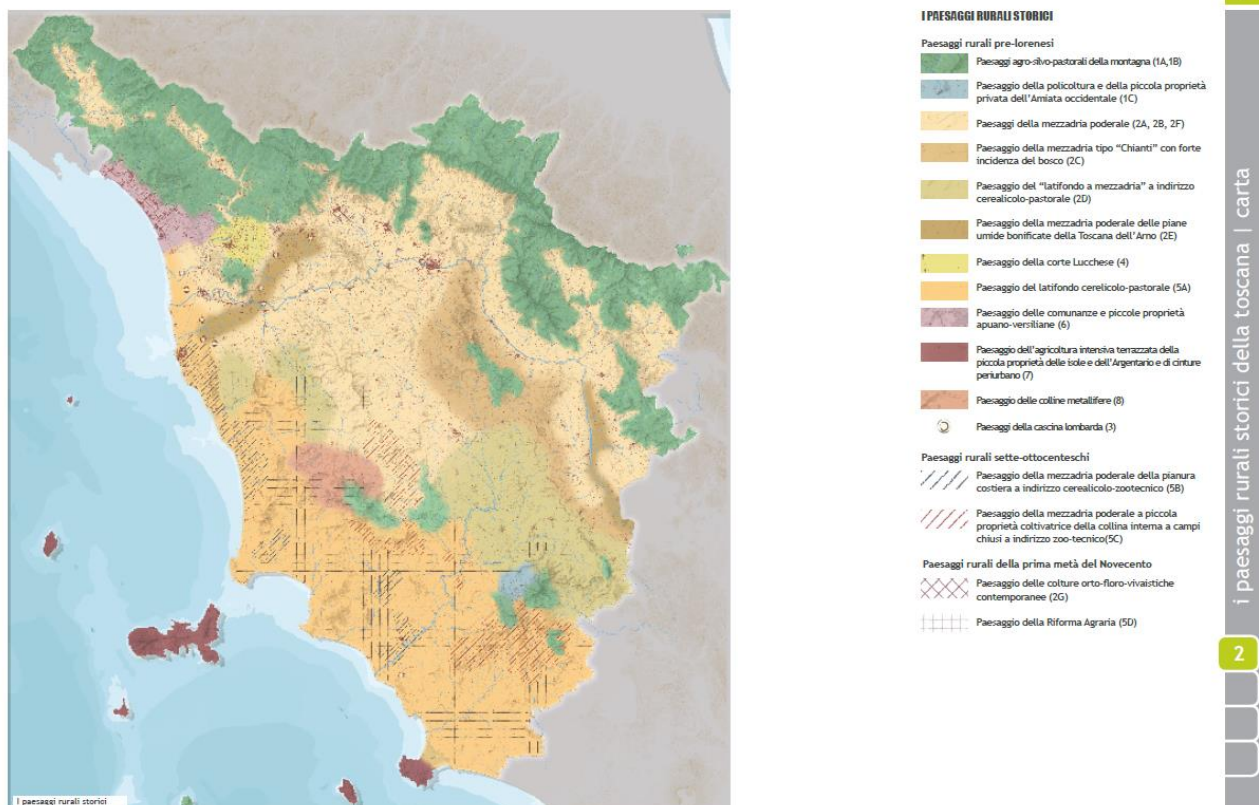 I PAESAGGI RURALI STORICI
Paesaggi rurali pre-lorenesi
Paesaggi agro-silvo-pastorali della montagna (1A,1B)
Paesaggio della policoltura e della piccola proprietà
privata dell'Amiata occidentale (1C)
Paesaggi della mezzadria poderale (2A, 2B, 2F)
Paesaggio della mezzadria tipo "Chianti" con forte
incidenza del bosco (2C)
Paesaggio del "latifondo a mezzadria" a indirizzo
cerealicolo-pastorale (2D)
Paesaggio della mezzadria poderale delle piane
umide bonificate della Toscana dell'Arno (2E)
Paesaggio della corte Lucchese (4)
Paesaggio del latifondo cerelicolo-pastorale (5A)
Paesaggio delle comunanze e piccole proprietà
apuano-versiliane (6)
Paesaggio dell'agricoltura intensiva terrazzata della
piccola proprietà delle isole e dell'Argentario e di cinture
periurbano (7)
Paesaggio delle colline metallifere (8)
Paesaggi della cascina lombarda (3)
Paesaggi rurali sette-ottocenteschi
Paesaggio della mezzadria poderale della pianura
costiera a indirizzo cerealicolo-zootecnico (5B)
Paesaggio della mezzadria poderale a piccola
proprietà coltivatrice della collina interna a campi
chiusi a indirizzo zoo-tecnico(5C)
Paesaggi rurali della prima metà del Novecento
Paesaggio delle colture orto-floro-vivaistiche
contemporanee (2G)
Paesaggio della Riforma Agraria (5D)
i paesaggi rurali storici della toscana | carta
2
I paesaggi rurali storici